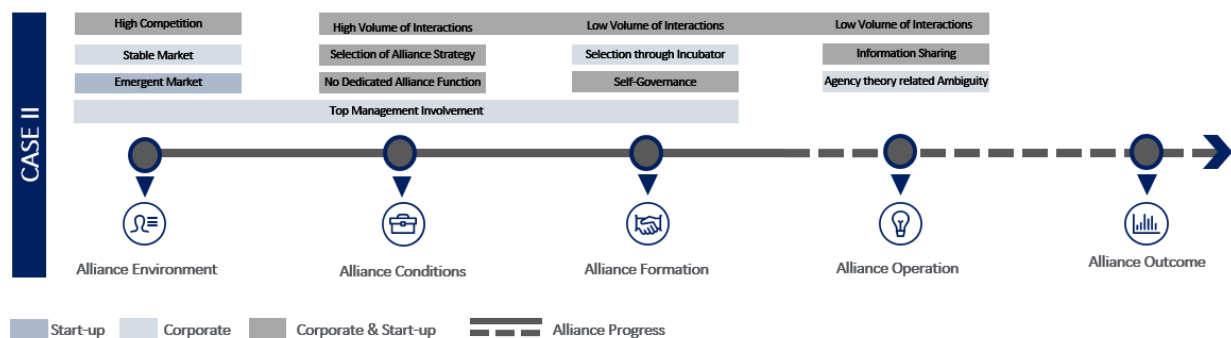 CASE II
High Competition
High Volume of Interactions
Low Volume of Interactions
Low Volume of Interactions
Stable Market
Selection of Alliance Strategy
Selection through Incubator
Information Sharing
Emergent Market
No Dedicated Alliance Function
Self-Governance
Agency theory related Ambiguity
Top Management Involvement
Alliance Environment
Alliance Conditions
Alliance Formation
Alliance Operation
Alliance Outcome
Start-up
Corporate
Corporate & Start-up
Alliance Progress